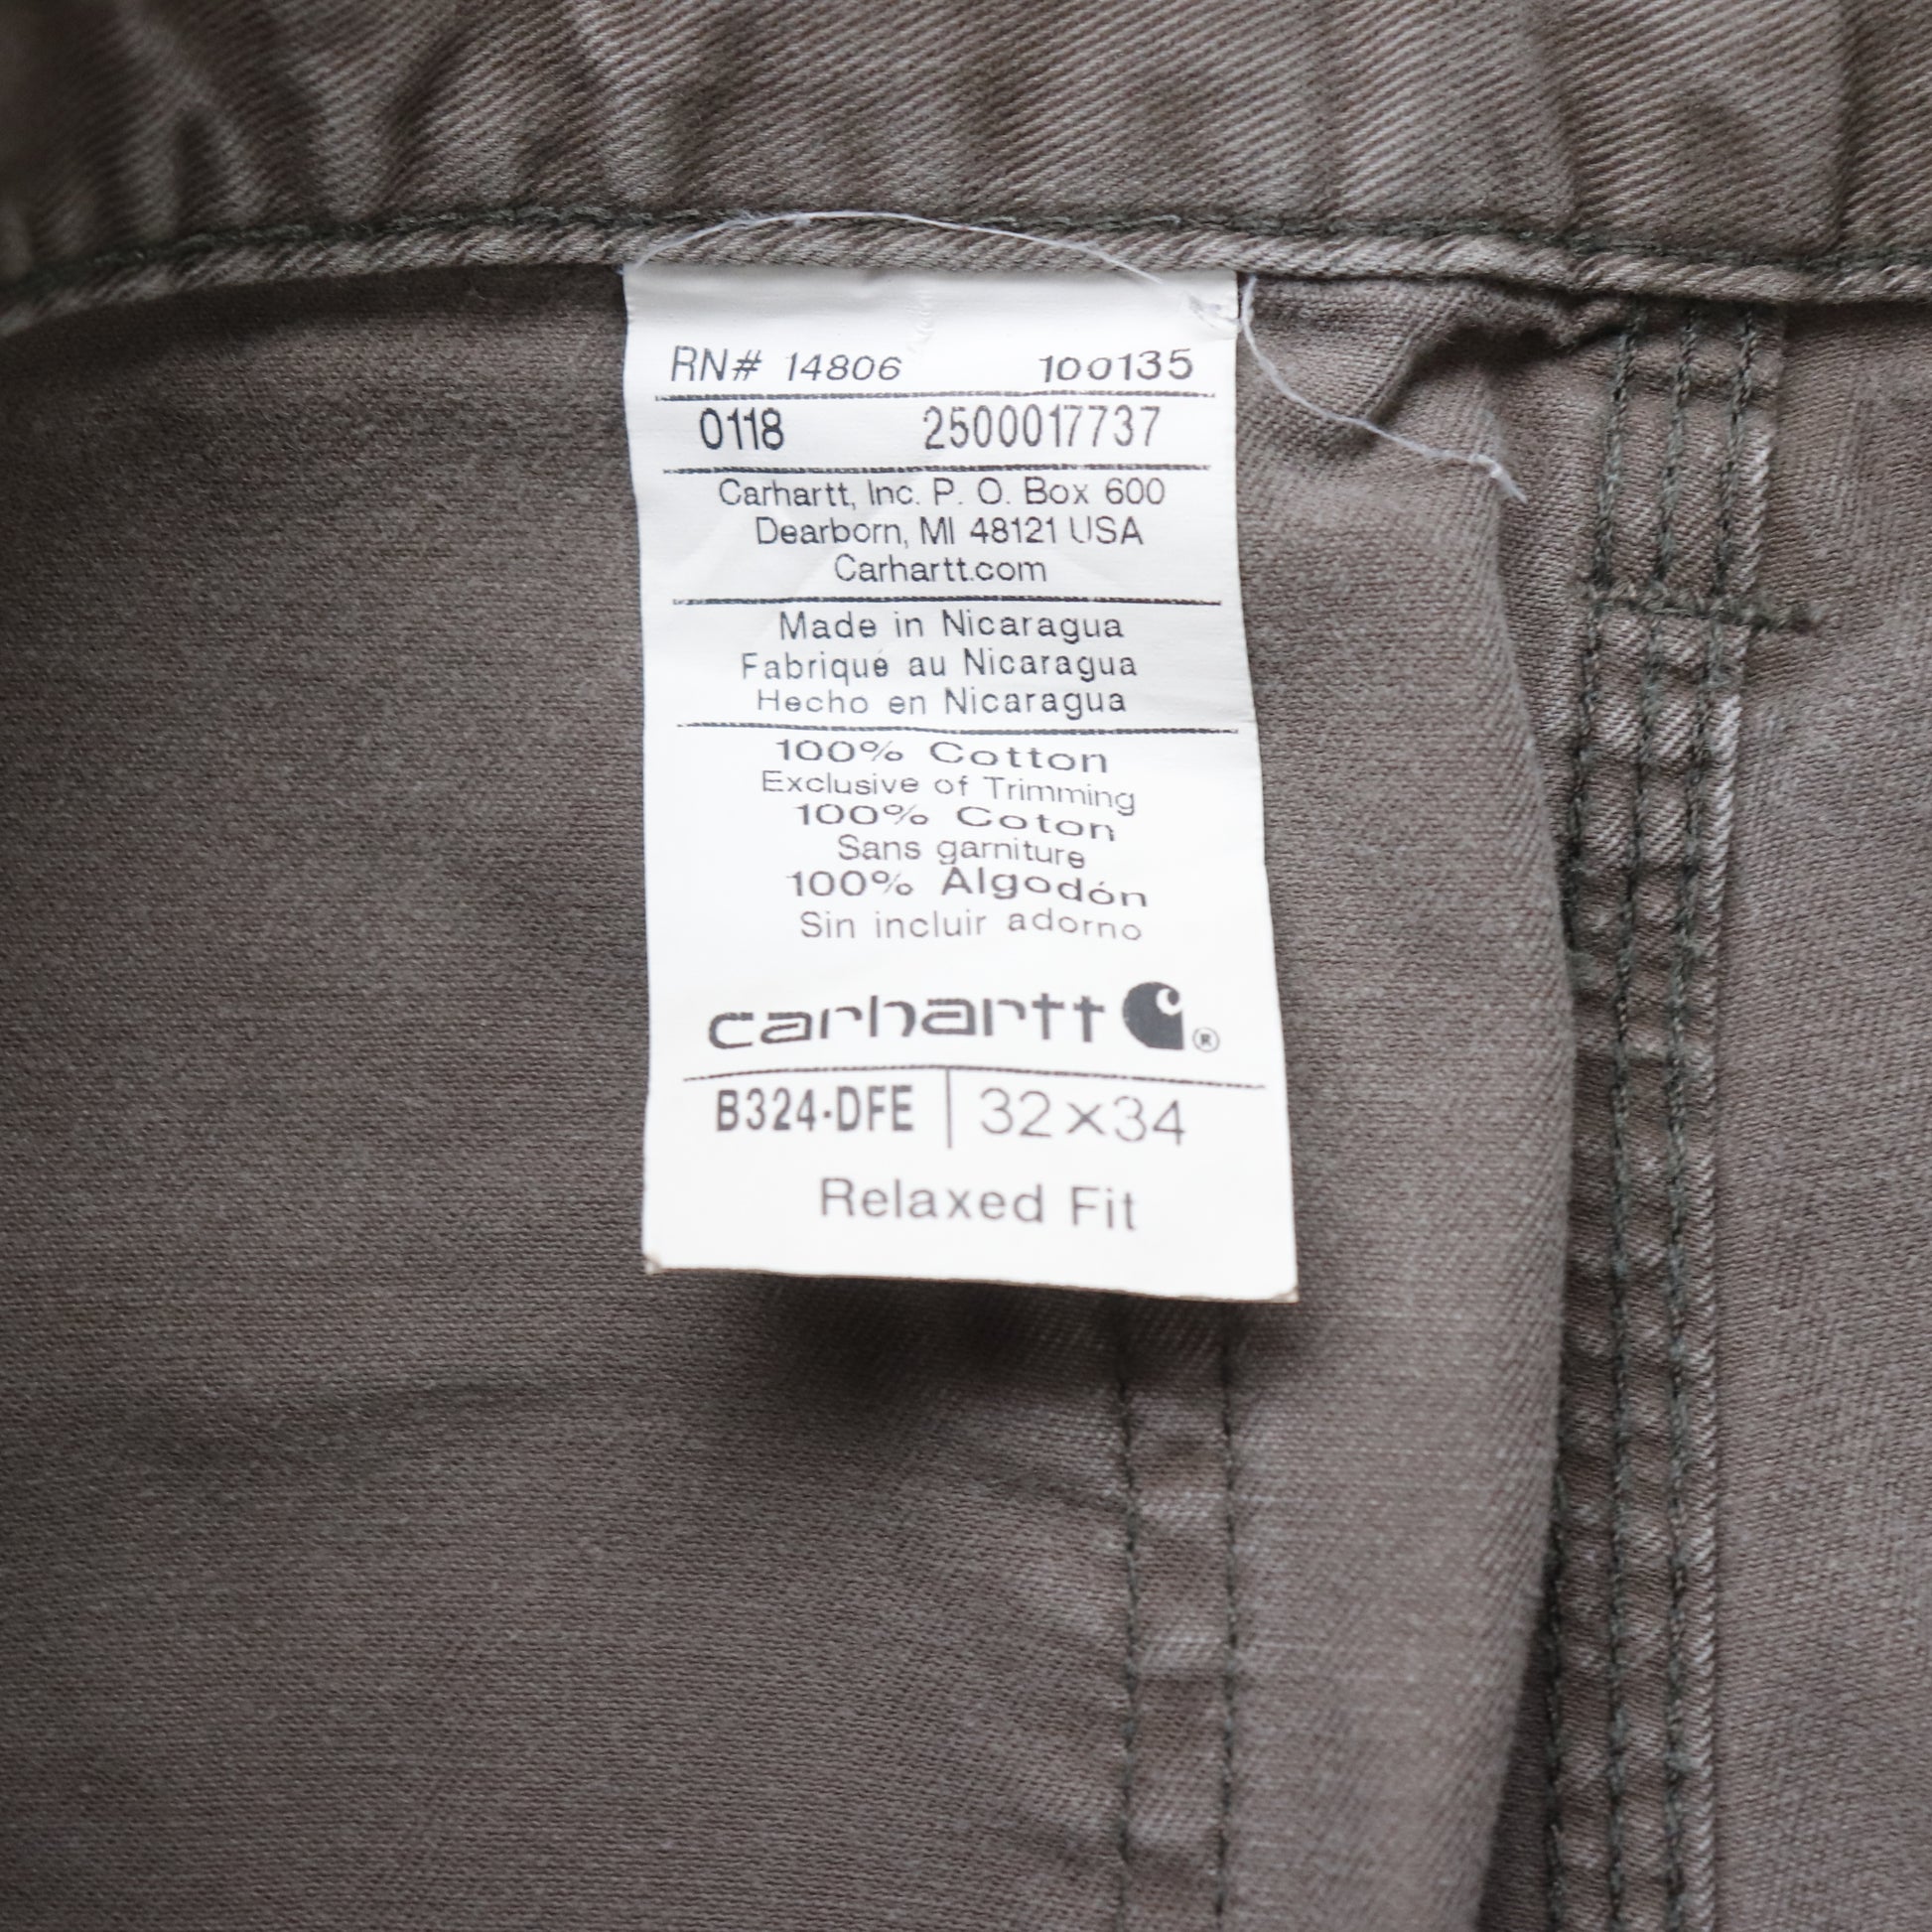 RN# 14806 100135
0118 2500017737
Carhartt, Inc. P. O. Box 600
Dearborn, MI 48121 USA
Carhartt.com
Made in Nicaragua
Fabriqué au Nicaragua
Hecho en Nicaragua
100% Cotton
Exclusive of Trimming
100% Coton
Sans garniture
100% Algodón
Sin incluir adorno
carhartt ®
B324-DFE 32x34
Relaxed Fit